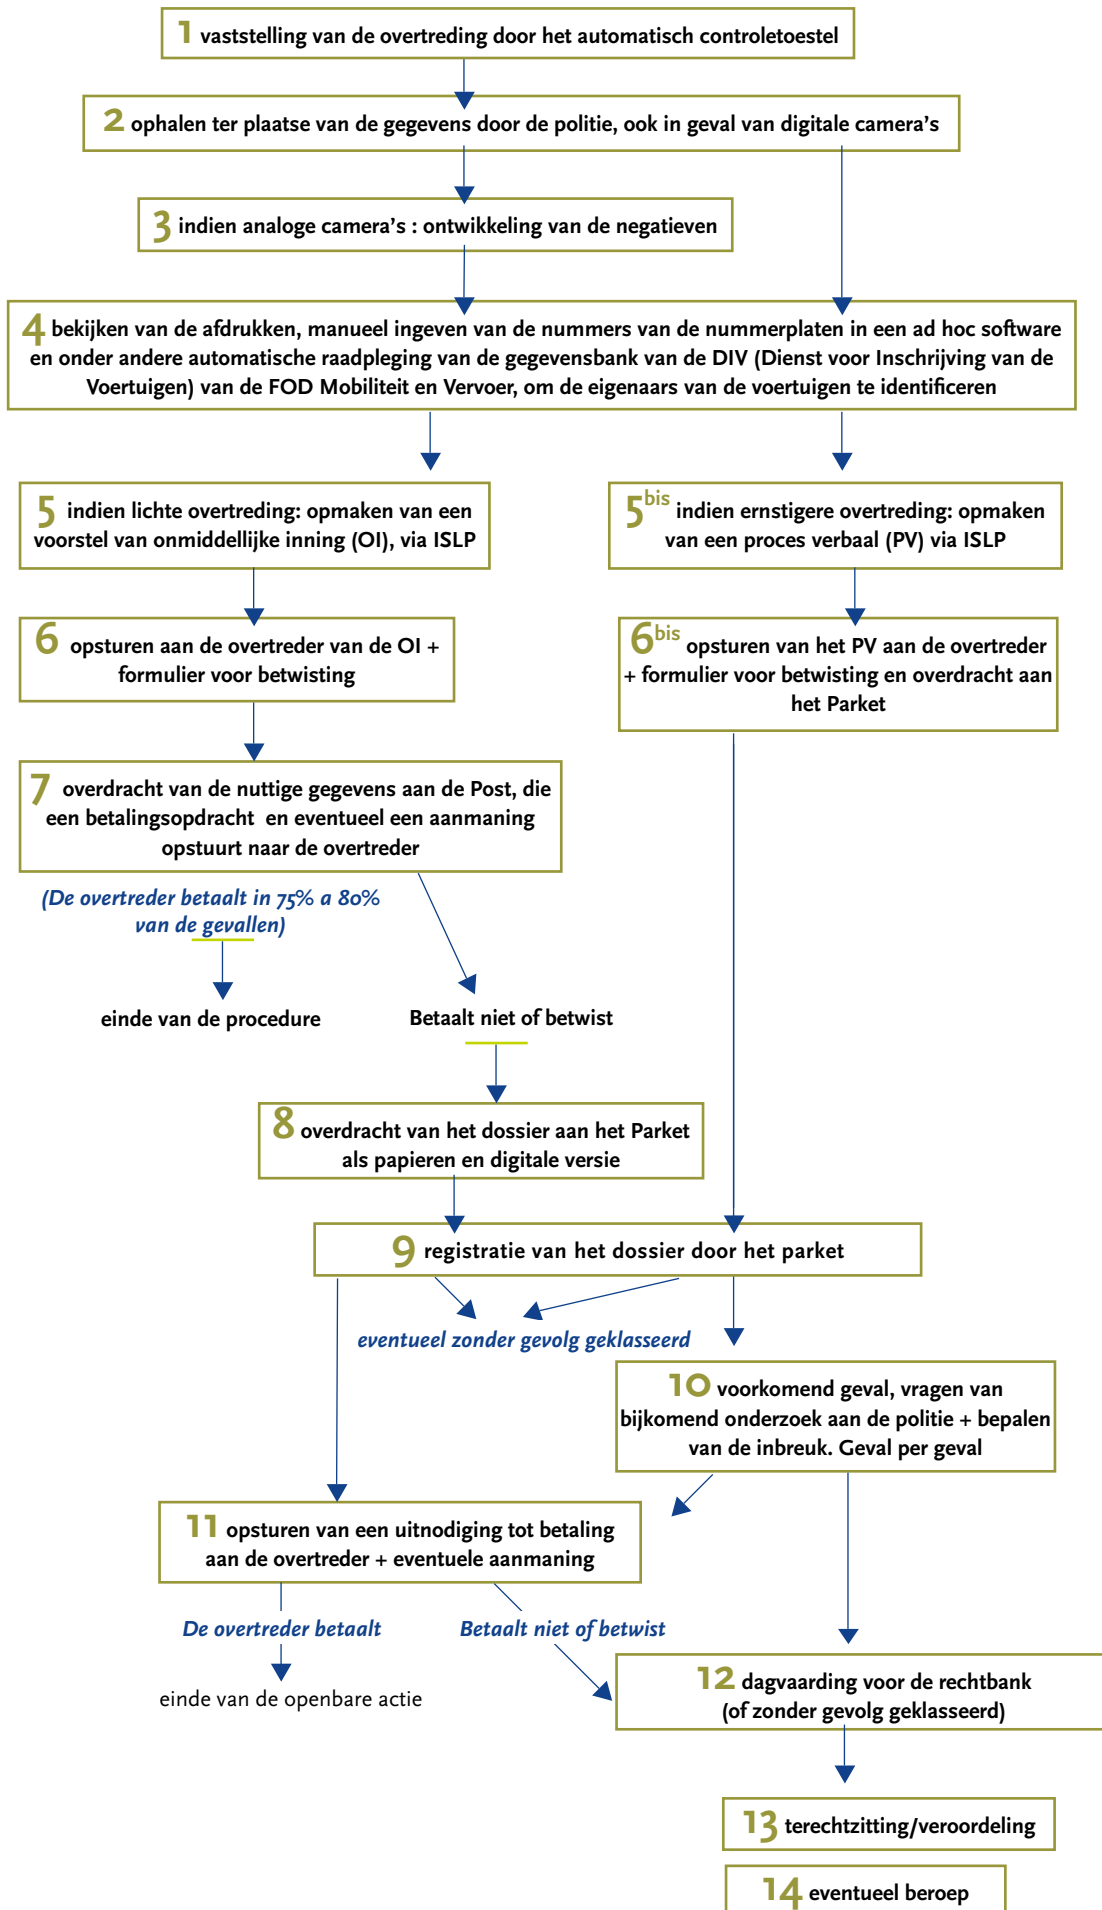 1 vaststelling van de overtreding door het automatisch controletoestel
2 ophalen ter plaatse van de gegevens door de politie, ook in geval van digitale camera's
3 indien analoge camera's : ontwikkeling van de negatieven
4 bekijken van de afdrukken, manueel ingeven van de nummers van de nummerplaten in een ad hoc software
en onder andere automatische raadpleging van de gegevensbank van de DIV (Dienst voor Inschrijving van de
Voertuigen) van de FOD Mobiliteit en Vervoer, om de eigenaars van de voertuigen te identificeren
5 indien lichte overtreding: opmaken van een
voorstel van onmiddellijke inning (OI), via ISLP
5bis indien ernstigere overtreding: opmaken
van een proces verbaal (PV) via ISLP
6 opsturen aan de overtreder van de OI +
formulier voor betwisting
6bis opsturen van het PV aan de overtreder
+ formulier voor betwisting en overdracht aan
het Parket
7 overdracht van de nuttige gegevens aan de Post, die
een betalingsopdracht en eventueel een aanmaning
opstuurt naar de overtreder
(De overtreder betaalt in 75% a 80%
van de gevallen)
einde van de procedure
Betaalt niet of betwist
8 overdracht van het dossier aan het Parket
als papieren en digitale versie
9 registratie van het dossier door het parket
eventueel zonder gevolg geklasseerd
10 voorkomend geval, vragen van
bijkomend onderzoek aan de politie + bepalen
van de inbreuk. Geval per geval
11 opsturen van een uitnodiging tot betaling
aan de overtreder + eventuele aanmaning
De overtreder betaalt
Betaalt niet of betwist
einde van de openbare actie
12 dagvaarding voor de rechtbank
(of zonder gevolg geklasseerd)
13 terechtzitting/veroordeling
14 eventueel beroep